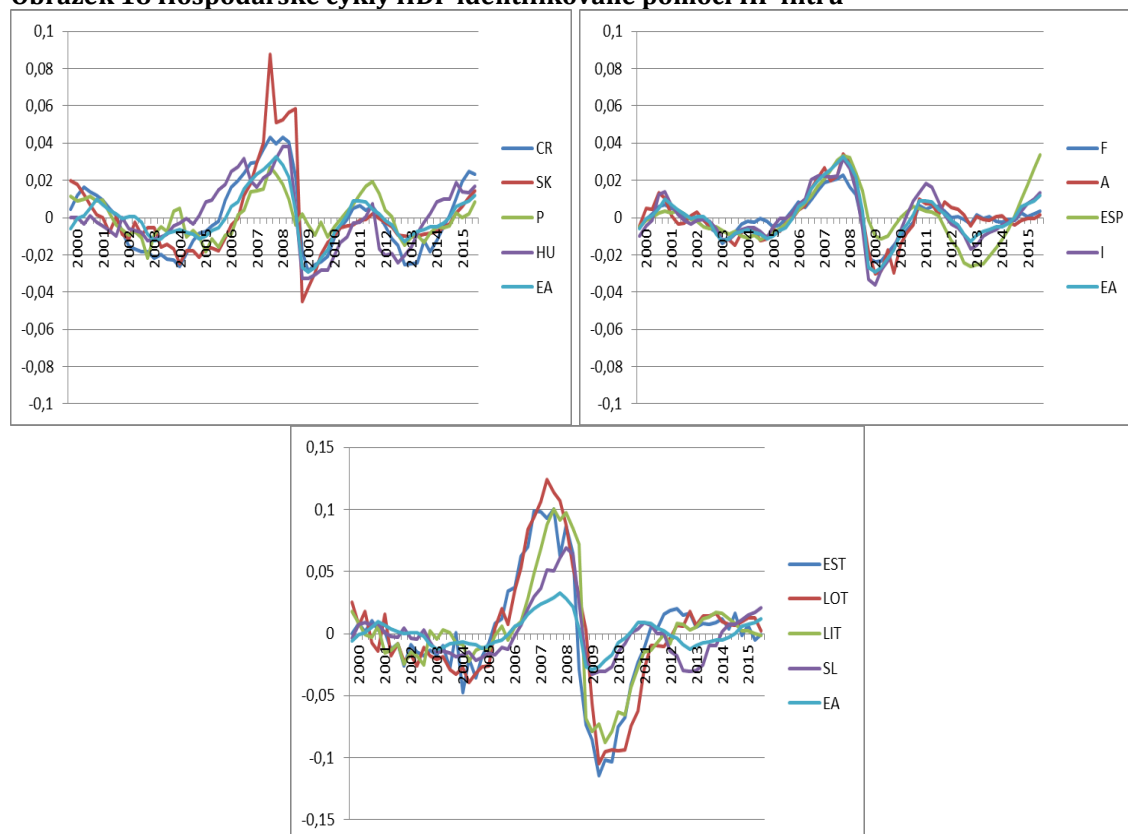 Obrázek Hospodářské cykly HDP identifikované pomocí HP filtru
0,1
0,08
0,06
0,04
0,02
0
-0,02
-0,04
-0,06
-0,08
-0,1
2000 2001 2002 2003 2004 2005 2006 2007 2008 2009 2010 2011 2012 2013 2014 2015
CR
SK
P
HU
EA
0,1
0,08
0,06
0,04
0,02
0
-0,02
-0,04
-0,06
-0,08
-0,1
2000 2001 2002 2003 2004 2005 2006 2007 2008 2009 2010 2011 2012 2013 2014 2015
F
A
ESP
I
EA
0,15
0,1
0,05
0
-0,05
-0,1
-0,15
2000 2001 2002 2003 2004 2005 2006 2007 2008 2009 2010 2011 2012 2013 2014 2015
EST
LOT
LIT
SL
EA